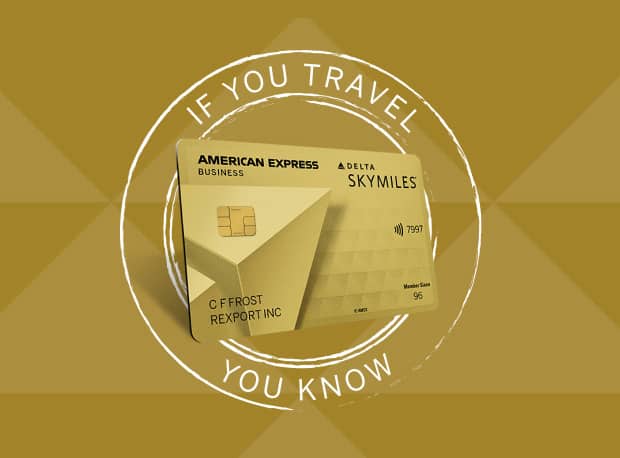 IF YOU TRAVEL
AMERICAN EXPRESS
BUSINESS
DELTA
SKYMILES
7997
Member Since
96
C F FROST
REXPORT INC
YOU KNOW